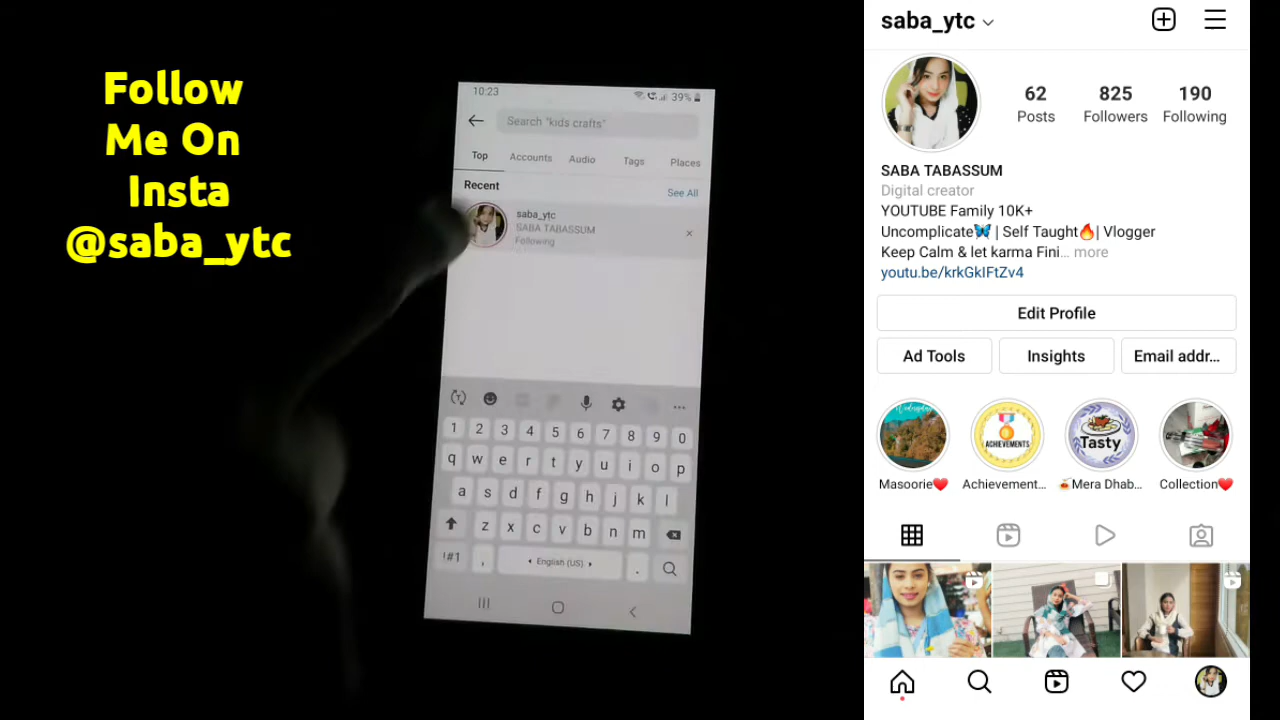 Follow
Me On
Insta
@saba_ytc
10:23
39%
Search "kids crafts"
Top Accounts Audio Tags Places
Recent See All
saba_ytc
SABA TABASSUM
Following
1 2 3 4 5 6 7 8 9 0
q w e r t y u i o p
a s d f g h j k l
z x c v b n m
!#1 , English (US) .
saba_ytc
62 825 190
Posts Followers Following
SABA TABASSUM
Digital creator
YOUTUBE Family 10K+
Uncomplicate🦋 | Self Taught🔥| Vlogger
Keep Calm & let karma Fini... more
youtu.be/krkGkIFtZv4
Edit Profile
Ad Tools Insights Email addr...
ACHIEVEMENTS Tasty
Masoorie❤️ Achievement... 🍝Mera Dhab... Collection❤️